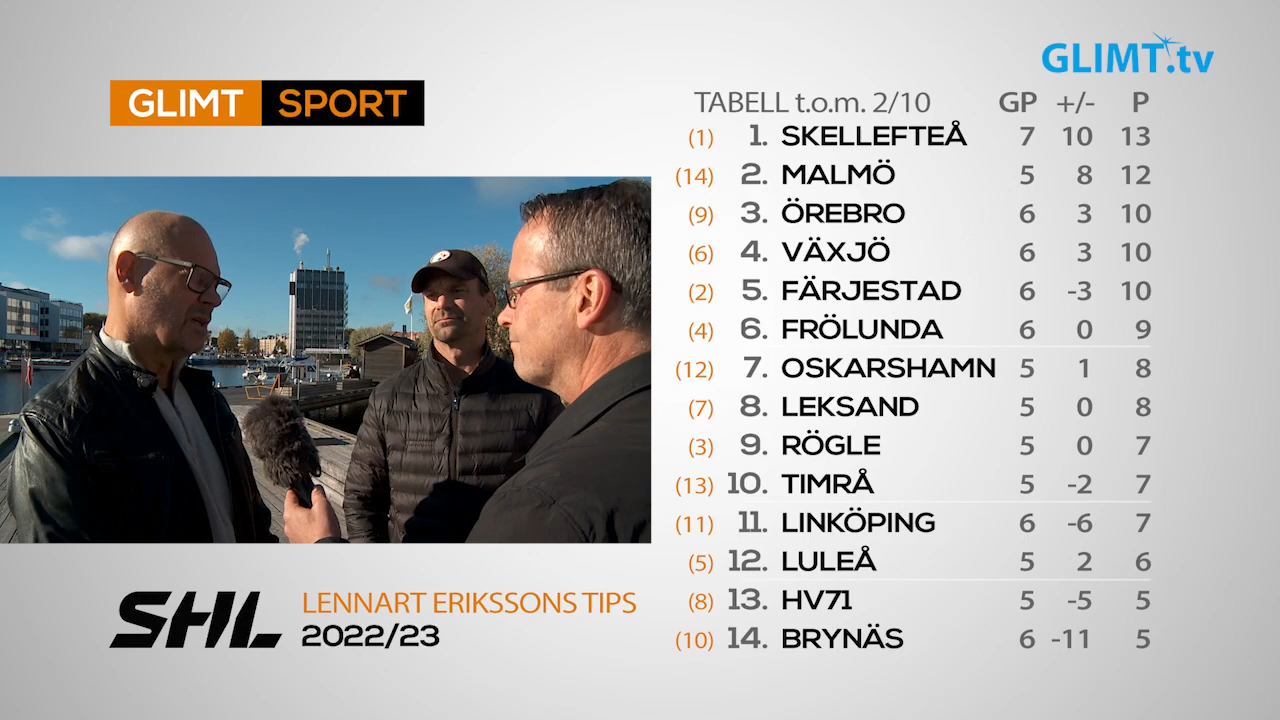 GLIMT.tv
GLIMT SPORT
TABELL t.o.m. 2/10 GP +/- P
(1) 1. SKELLEFTEÅ 7 10 13
(14) 2. MALMÖ 5 8 12
(9) 3. ÖREBRO 6 3 10
(6) 4. VÄXJÖ 6 3 10
(2) 5. FÄRJESTAD 6 -3 10
(4) 6. FRÖLUNDA 6 0 9
(12) 7. OSKARSHAMN 5 1 8
(7) 8. LEKSAND 5 0 8
(3) 9. RÖGLE 5 0 7
(13) 10. TIMRÅ 5 -2 7
(11) 11. LINKÖPING 6 -6 7
(5) 12. LULEÅ 5 2 6
(8) 13. HV71 5 -5 5
(10) 14. BRYNÄS 6 -11 5
SHL
LENNART ERIKSSONS TIPS
2022/23